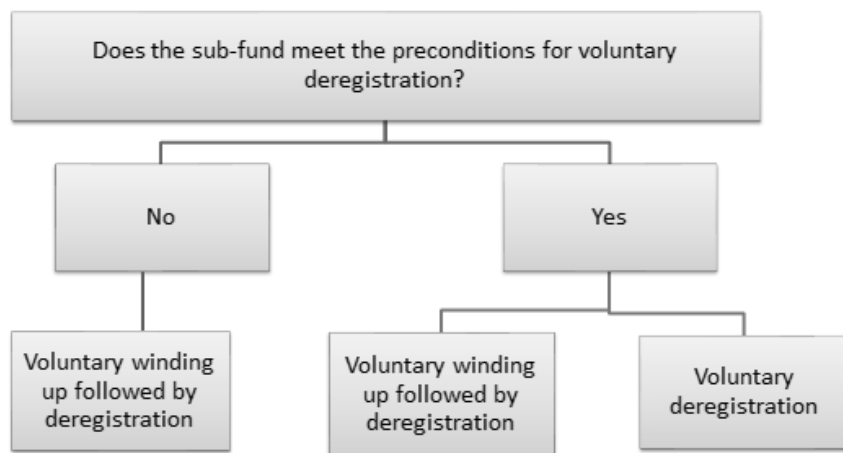 Does the sub-fund meet the preconditions for voluntary
deregistration?
No
Yes
Voluntary winding
up followed by
deregistration
Voluntary winding
up followed by
deregistration
Voluntary
deregistration